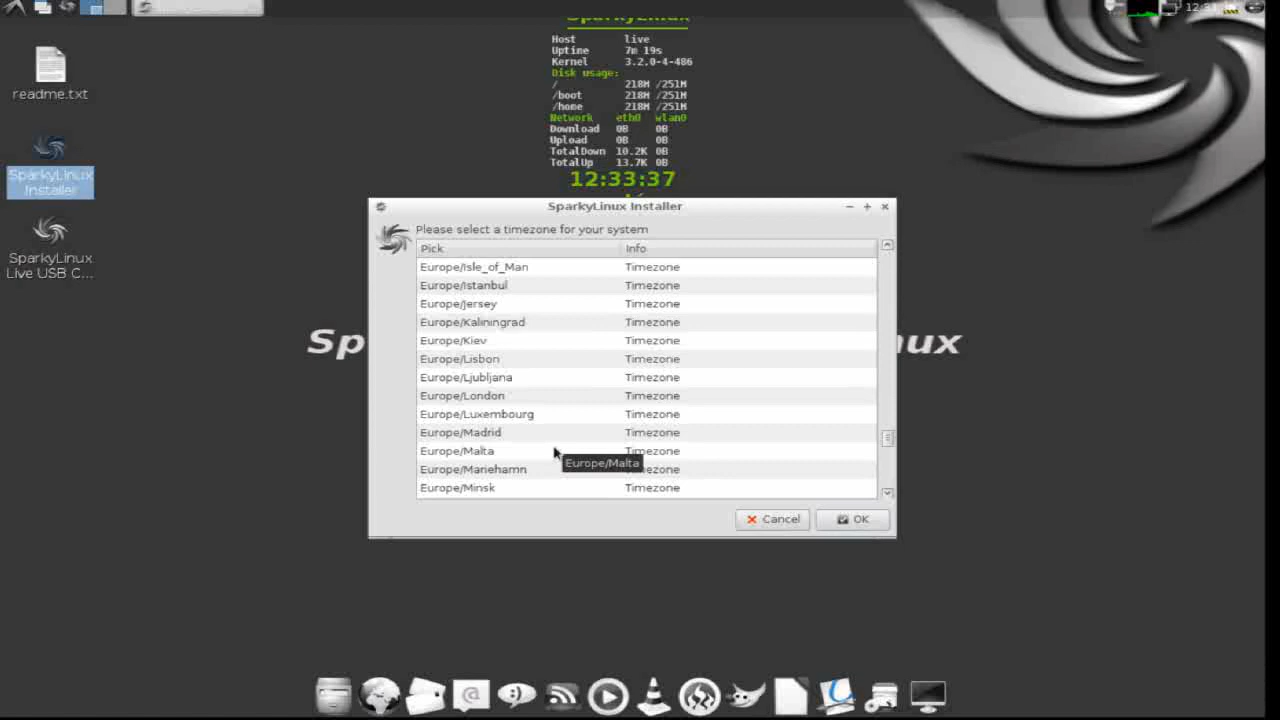 12:33
readme.txt
SparkyLinux
Installer
SparkyLinux
Live USB C...
SparkyLinux
Host live
Uptime 7m 19s
Kernel 3.2.0-4-486
Disk usage:
/ 218M /251M
/boot 218M /251M
/home 218M /251M
Network eth0 wlan0
Download 0B 0B
Upload 0B 0B
TotalDown 10.2K 0B
TotalUp 13.7K 0B
12:33:37
SparkyLinux Installer
Please select a timezone for your system
Pick Info
Europe/Isle_of_Man Timezone
Europe/Istanbul Timezone
Europe/Jersey Timezone
Europe/Kaliningrad Timezone
Europe/Kiev Timezone
Europe/Lisbon Timezone
Europe/Ljubljana Timezone
Europe/London Timezone
Europe/Luxembourg Timezone
Europe/Madrid Timezone
Europe/Malta Timezone
Europe/Malta
Europe/Mariehamn Timezone
Europe/Minsk Timezone
Cancel OK
Sp nux